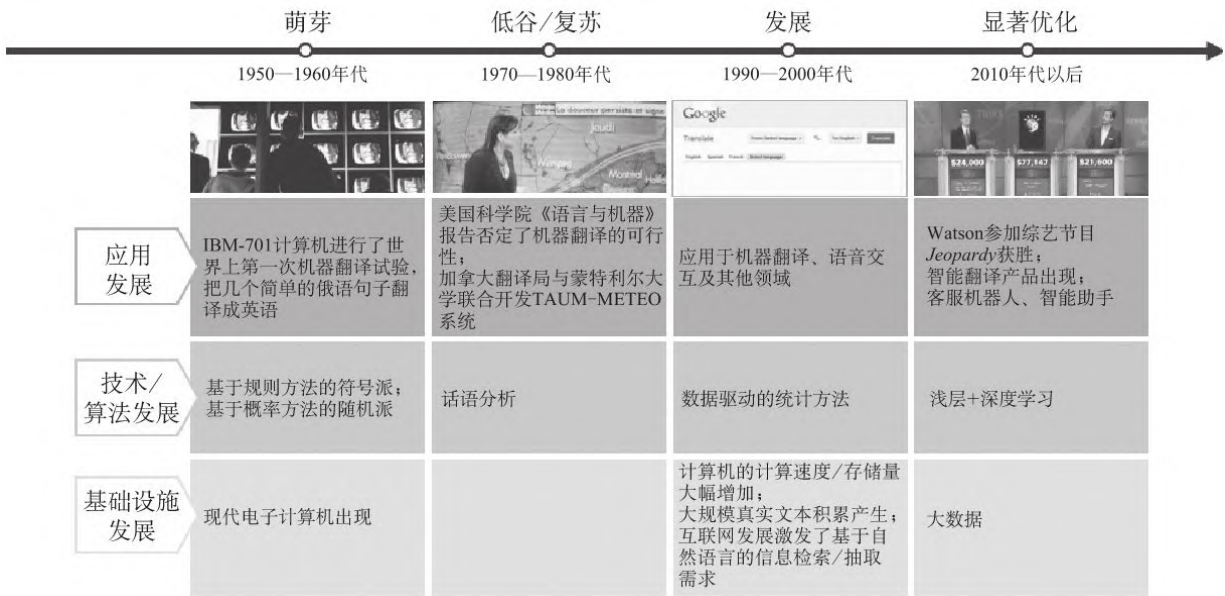 萌芽
低谷/复苏
发展
显著优化
1950—1960年代
1970—1980年代
1990—2000年代
2010年代以后
La douceur persiste et vigne
Jeudi
Winnipeg
Montréal
Google
Translate
English Spanish French
$24,000
$77,147
$21,600
应用
发展
IBM-701计算机进行了世
界上第一次机器翻译试验，
把几个简单的俄语句子翻
译成英语
美国科学院《语言与机器》
报告否定了机器翻译的可行
性；
加拿大翻译局与蒙特利尔大
学联合开发TAUM-METEO
系统
应用于机器翻译、语音交
互及其他领域
Watson参加综艺节目
Jeopardy获胜；
智能翻译产品出现；
客服机器人、智能助手
技术/
算法发展
基于规则方法的符号派；
基于概率方法的随机派
话语分析
数据驱动的统计方法
浅层+深度学习
基础设施
发展
现代电子计算机出现
计算机的计算速度/存储量
大幅增加；
大规模真实文本积累产生；
互联网发展激发了基于自
然语言的信息检索/抽取
需求
大数据